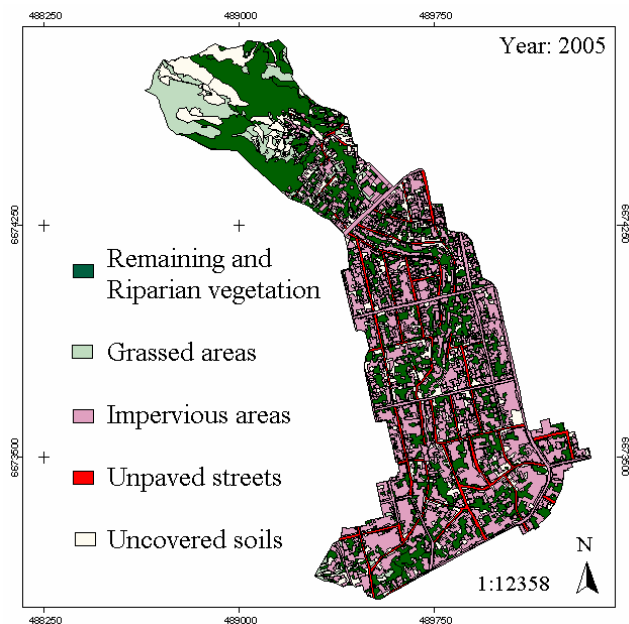 488250 489000 489750
Year: 2005
6674250 6674250
Remaining and
Riparian vegetation
Grassed areas
Impervious areas
Unpaved streets
Uncovered soils
6673500 6673500
N
1:12358
488250 489000 489750